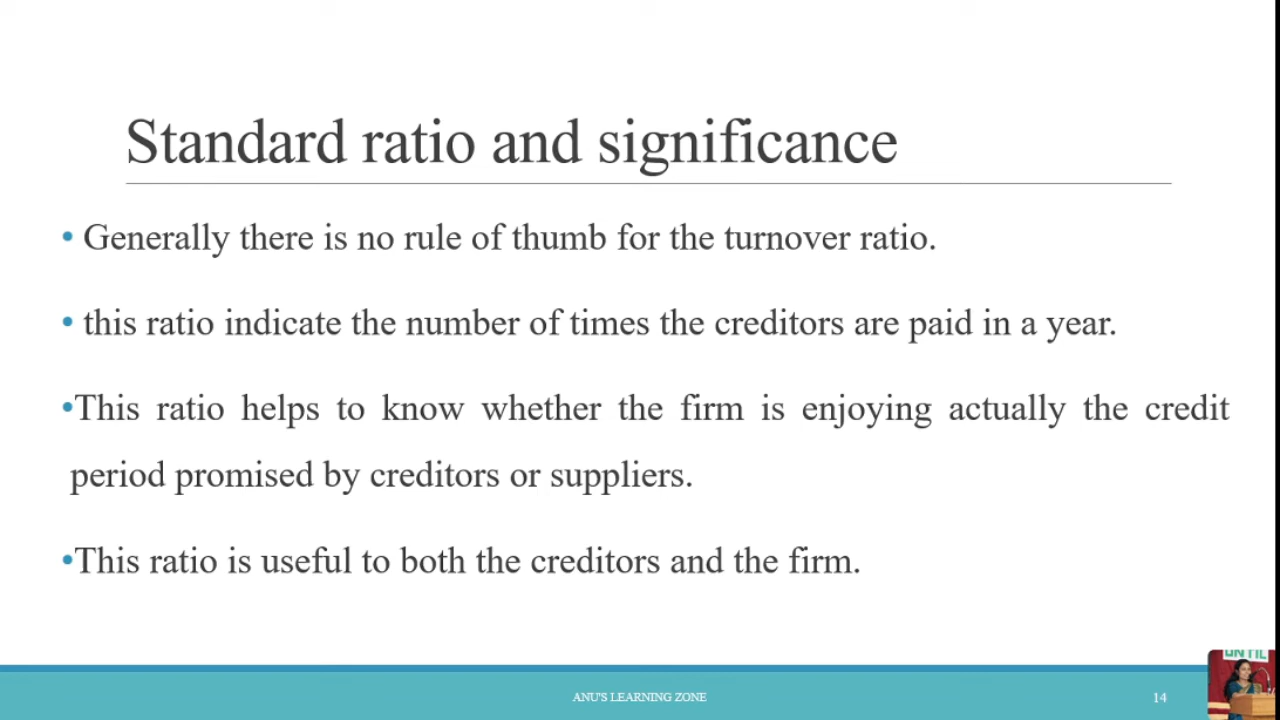 Standard ratio and significance
• Generally there is no rule of thumb for the turnover ratio.
• this ratio indicate the number of times the creditors are paid in a year.
•This ratio helps to know whether the firm is enjoying actually the credit
period promised by creditors or suppliers.
•This ratio is useful to both the creditors and the firm.
ANU'S LEARNING ZONE
14